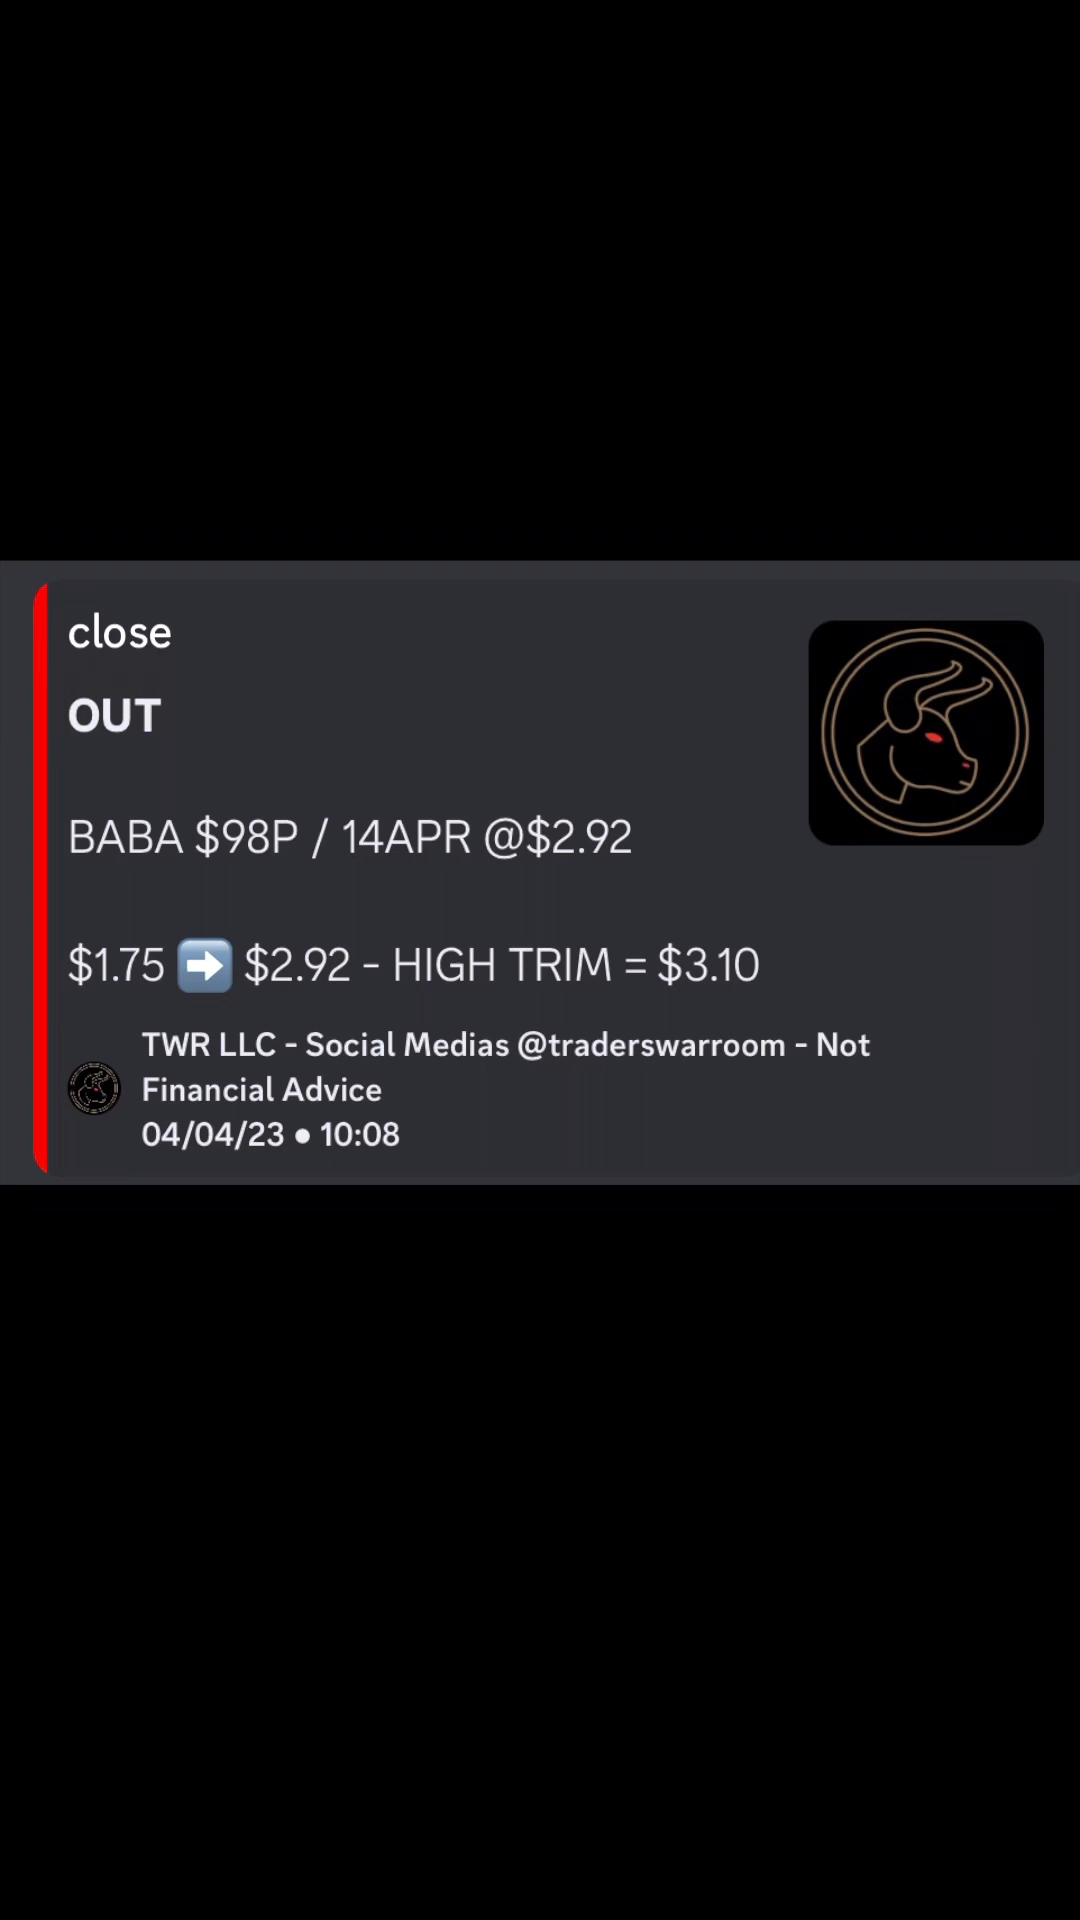 close
OUT
BABA $98P / 14APR @$2.92
$1.75 ➡️ $2.92 - HIGH TRIM = $3.10
TWR LLC - Social Medias @traderswarroom - Not
Financial Advice
04/04/23 • 10:08